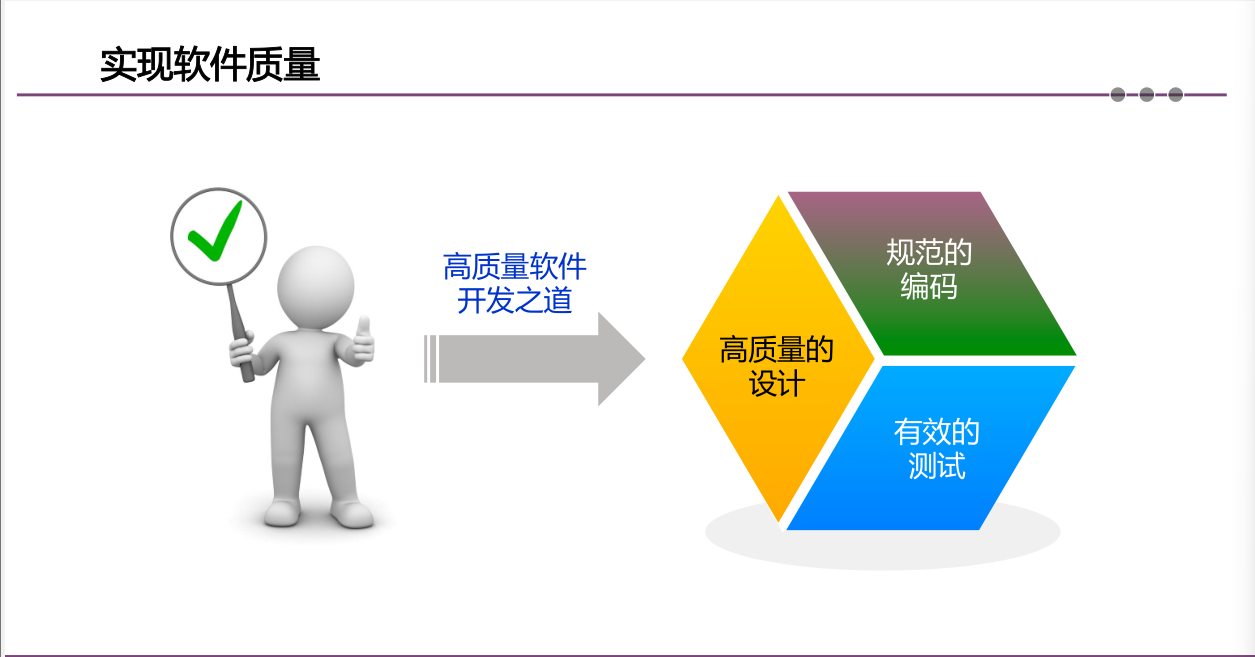 实现软件质量
高质量软件
开发之道
高质量的
设计
规范的
编码
有效的
测试